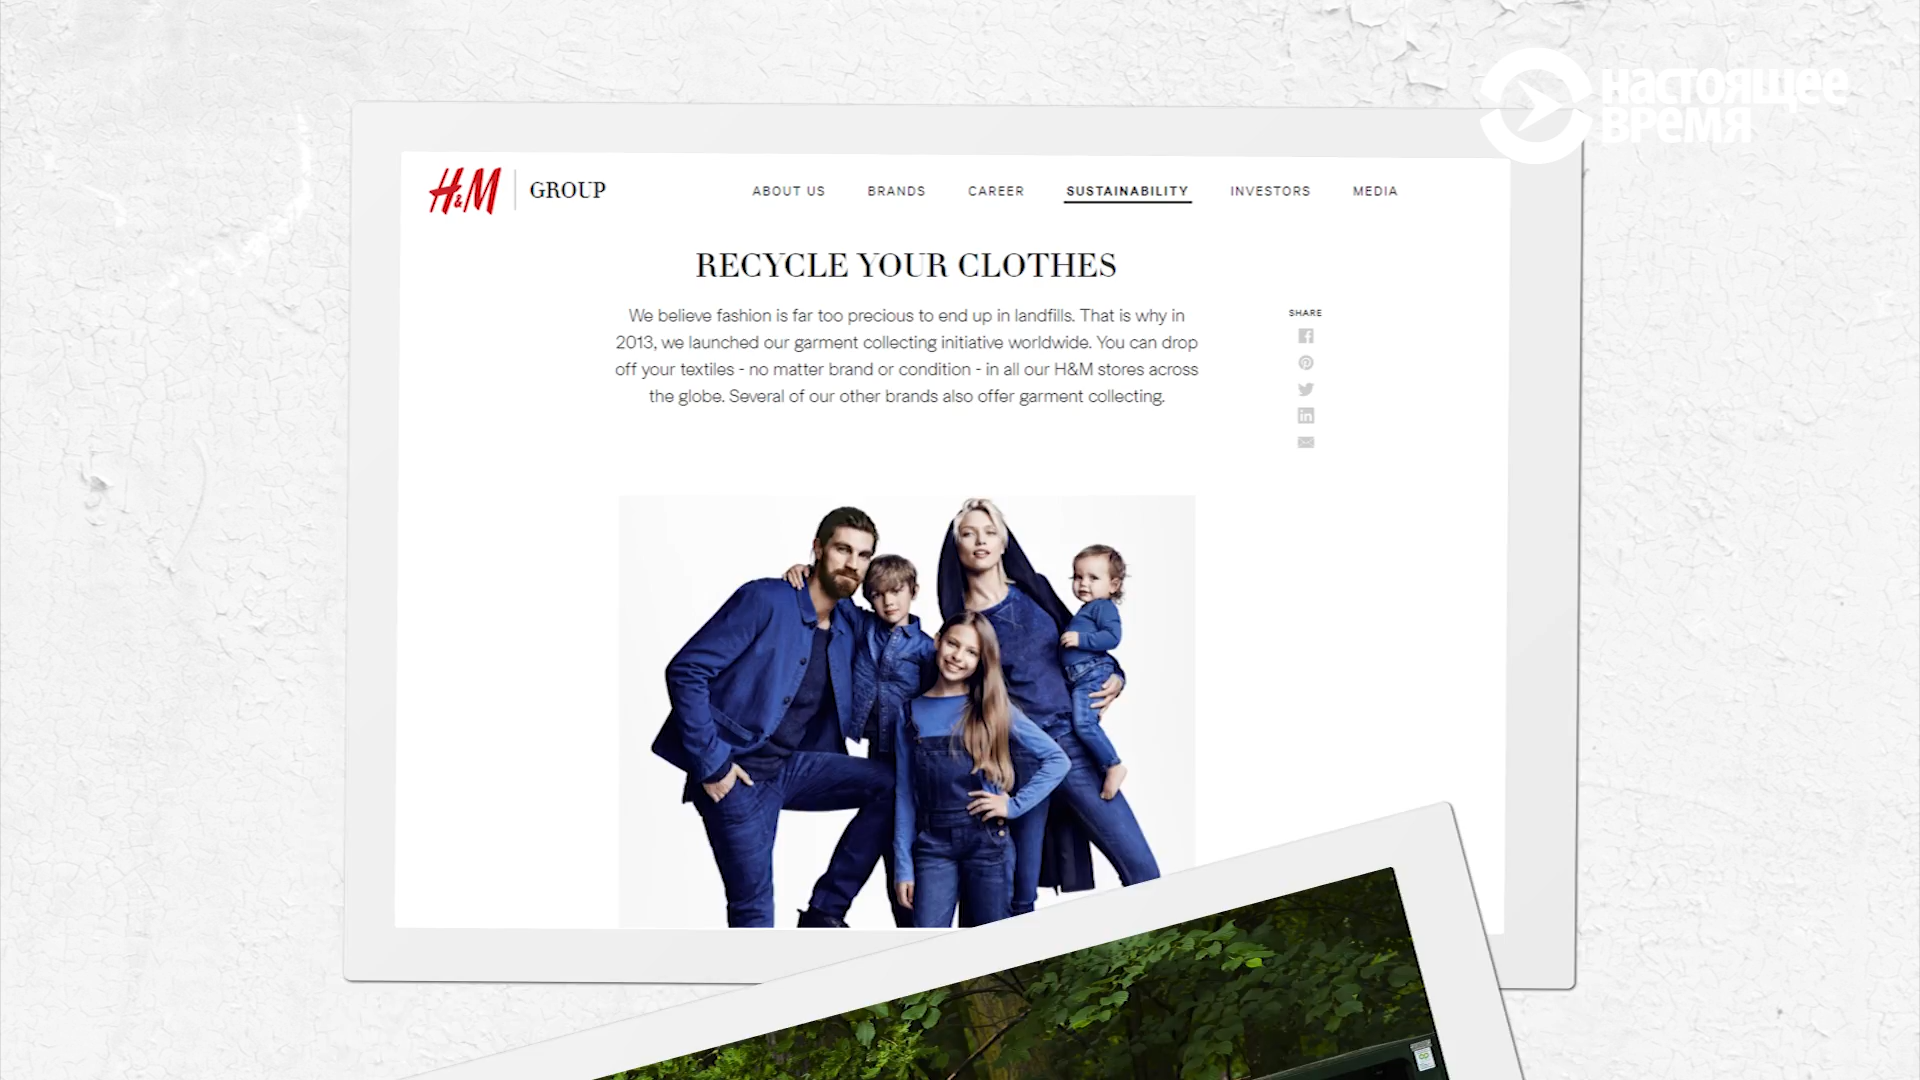 настоящее
время
H&M GROUP
ABOUT US BRANDS CAREER SUSTAINABILITY INVESTORS MEDIA
RECYCLE YOUR CLOTHES
We believe fashion is far too precious to end up in landfills. That is why in
2013, we launched our garment collecting initiative worldwide. You can drop
off your textiles - no matter brand or condition - in all our H&M stores across
the globe. Several of our other brands also offer garment collecting.
SHARE